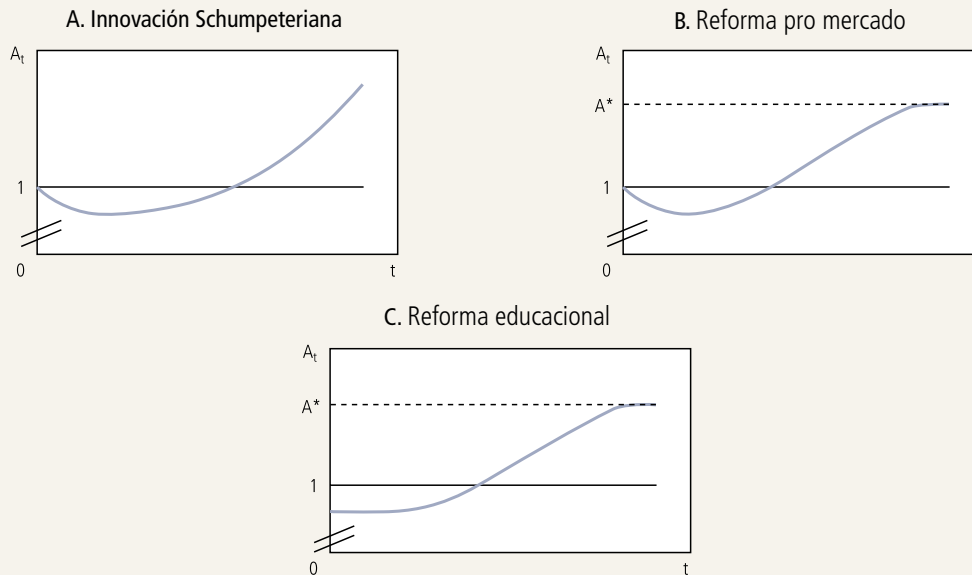 A. Innovación Schumpeteriana
A_t
1
0
t
B. Reforma pro mercado
A_t
A*
1
0
C. Reforma educacional
A_t
A*
1
0
t